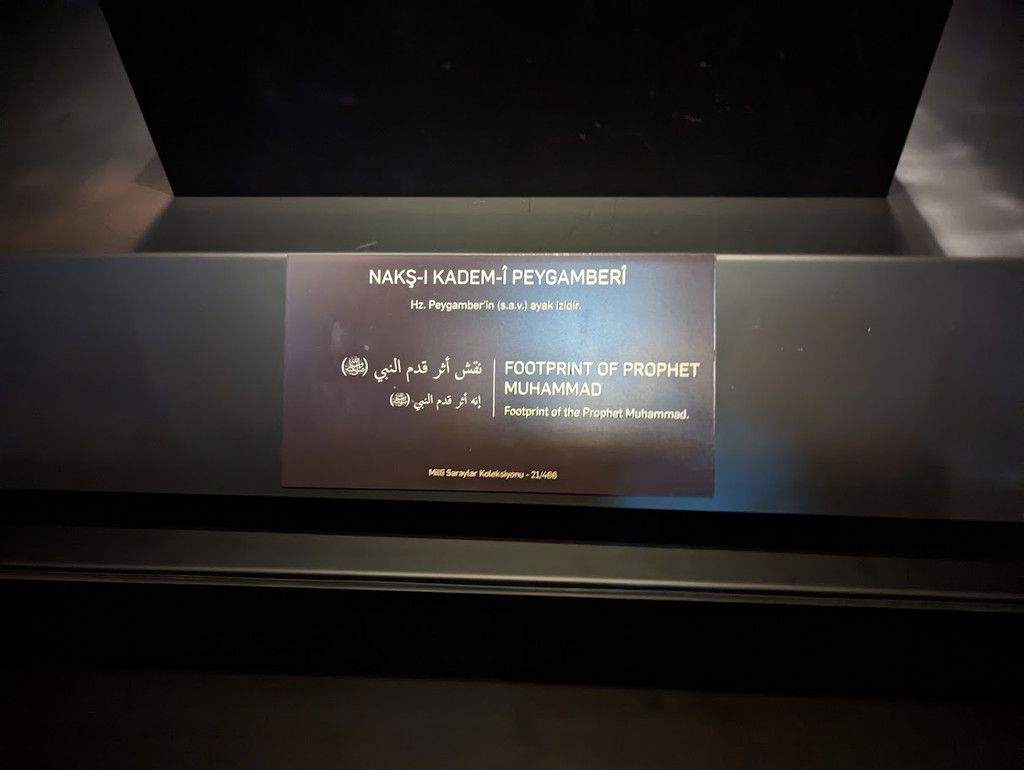 NAKŞ-I KADEM-Î PEYGAMBERÎ
Hz. Peygamber'in (s.a.v.) ayak izidir.
نقش أثر قدم النبي (ﷺ)
إنه أثر قدم النبي (ﷺ)
FOOTPRINT OF PROPHET
MUHAMMAD
Footprint of the Prophet Muhammad.
Millî Saraylar Koleksiyonu - 21/466